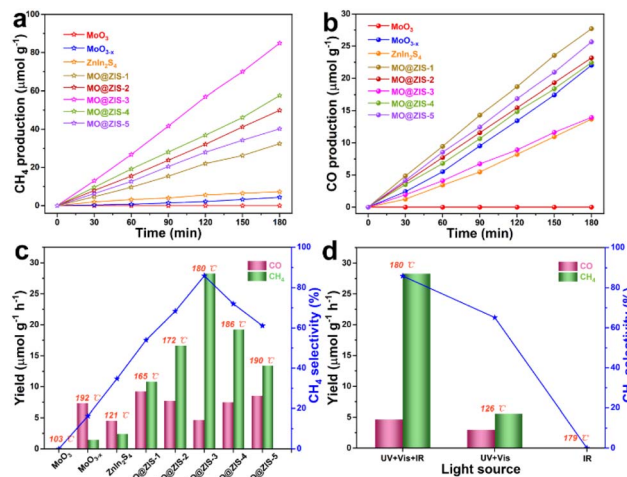 a
CH₄ production (μmol g⁻¹)
100
80
60
40
20
0
MoO₃
MoO₃₋ₓ
ZnIn₂S₄
MO@ZIS-1
MO@ZIS-2
MO@ZIS-3
MO@ZIS-4
MO@ZIS-5
0 30 60 90 120 150 180
Time (min)
b
CO production (μmol g⁻¹)
30
25
20
15
10
5
0
MoO₃
MoO₃₋ₓ
ZnIn₂S₄
MO@ZIS-1
MO@ZIS-2
MO@ZIS-3
MO@ZIS-4
MO@ZIS-5
0 30 60 90 120 150 180
Time (min)
c
Yield (μmol g⁻¹ h⁻¹)
30
25
20
15
10
5
0
CO
CH₄
103 ℃
192 ℃
121 ℃
165 ℃
172 ℃
180 ℃
186 ℃
190 ℃
100
80
60
40
20
0
CH₄ selectivity (%)
MoO₃
MoO₃₋ₓ
ZnIn₂S₄
MO@ZIS-1
MO@ZIS-2
O@ZIS-3
O@ZIS-4
O@ZIS-5
d
Yield (μmol g⁻¹ h⁻¹)
30
25
20
15
10
5
0
CO
CH₄
180 ℃
126 ℃
179 ℃
100
80
60
40
20
0
CH₄ selectivity (%)
UV+Vis+IR UV+Vis IR
Light source